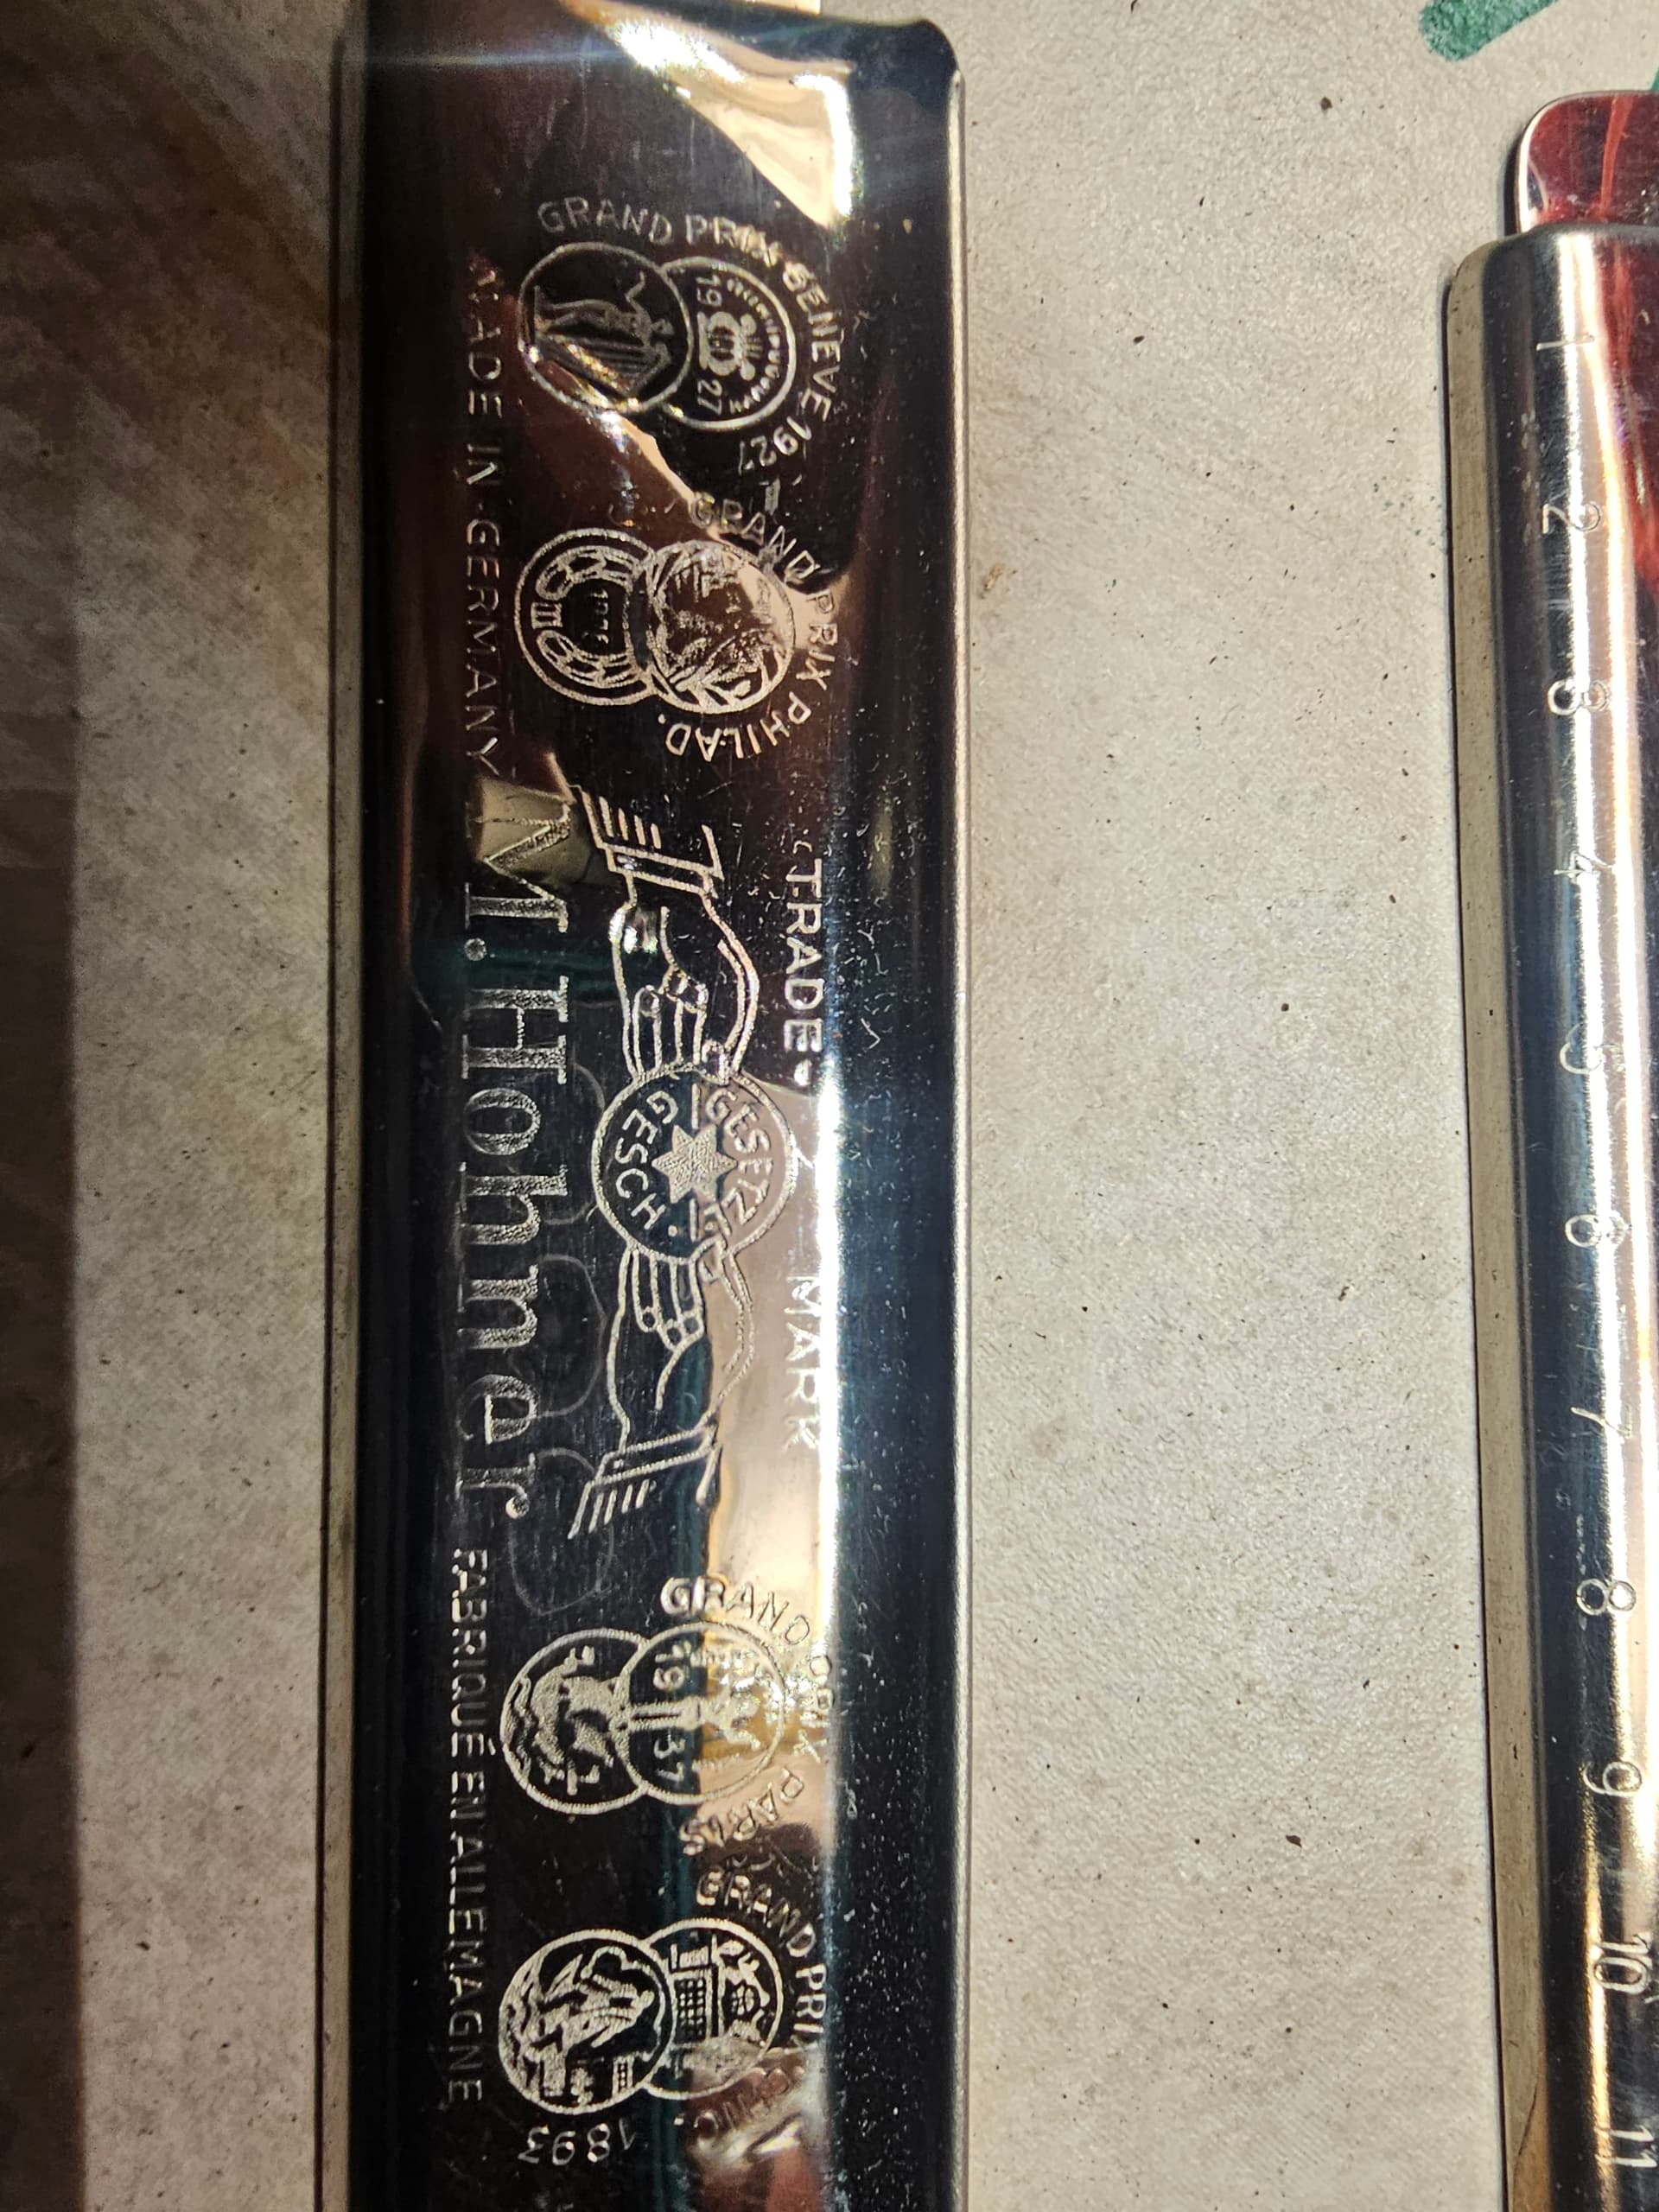 GRAND PRIX GENEVE 1927
19 27
GRAND PRIX PHILAD.
TRADE MARK
GESETZL.
GESCH.
GRAND PRIX PARIS
19 37
GRAND PRIX CHIC.
1893
MADE IN GERMANY
M. Hohner
FABRIQUÉ EN ALLEMAGNE
1
2
3
4
5
6
7
8
9
10
11